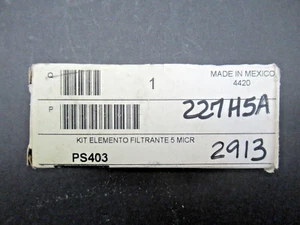 Q
1
MADE IN MEXICO
4420
P
227H5A
KIT ELEMENTO FILTRANTE 5 MICR
PS403
2913